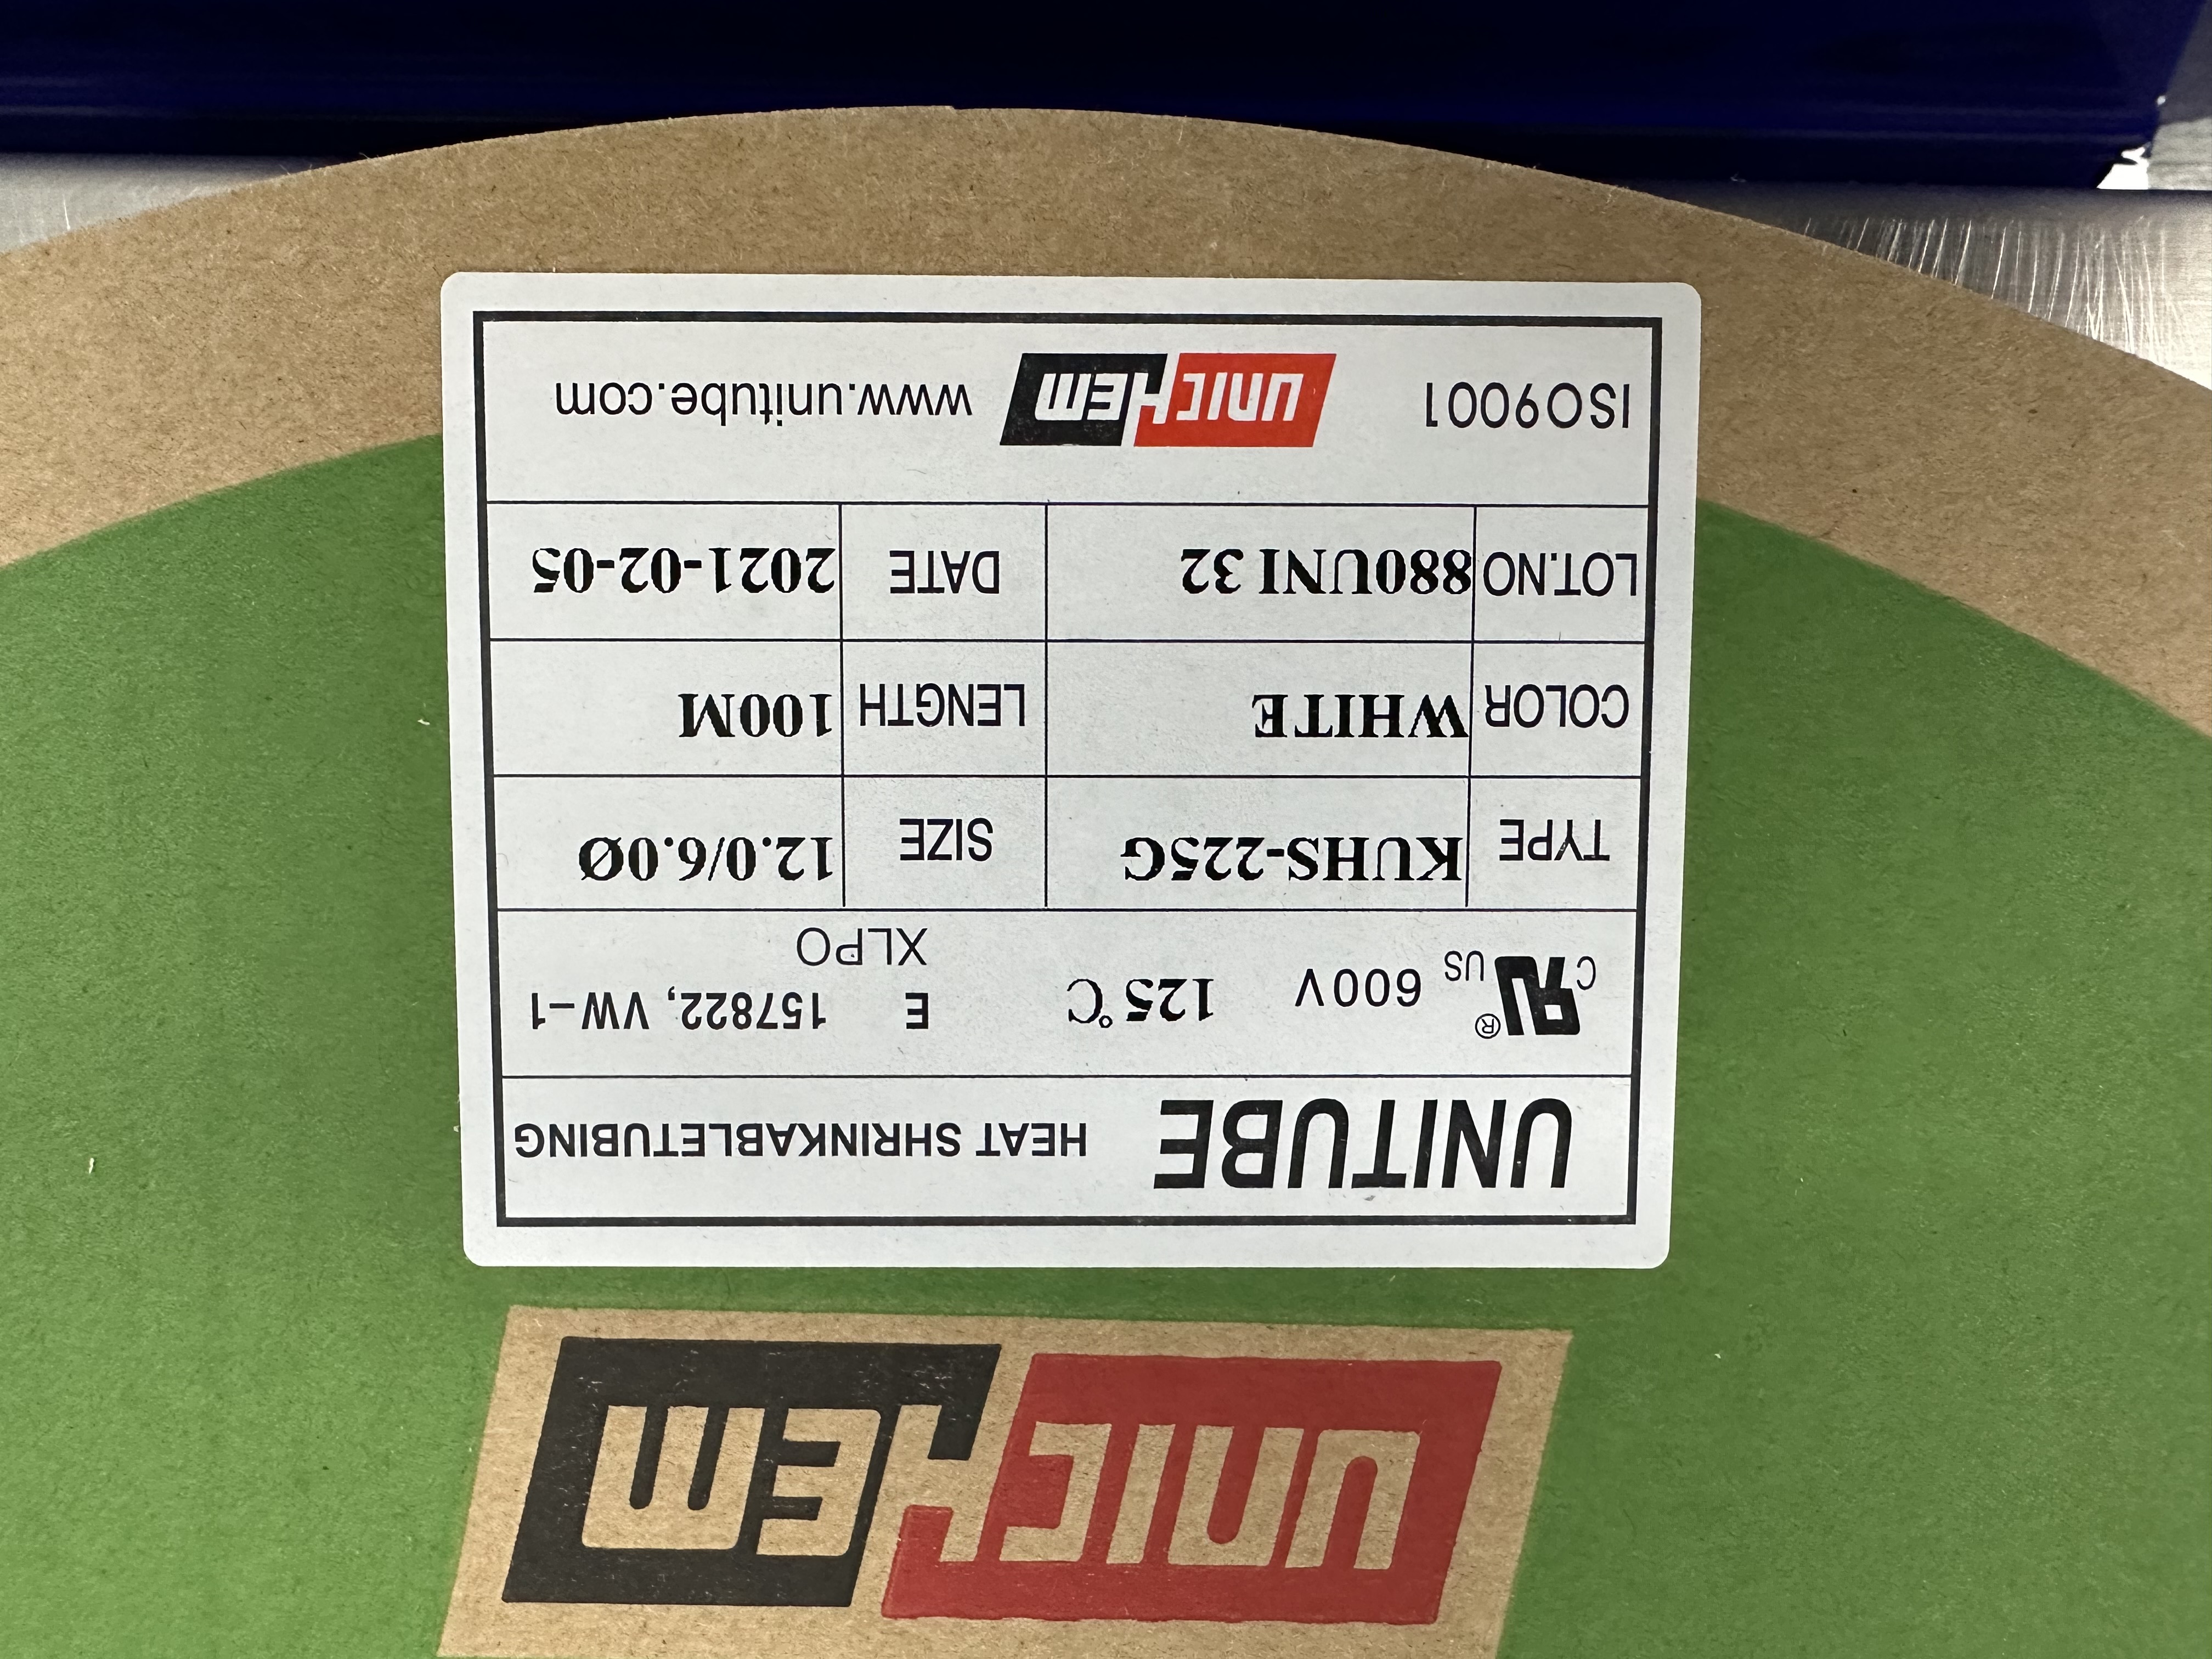 UNICHEM
UNITUBE HEAT SHRINKABLETUBING
c UR US ® 600V 125℃ E 157822, VW-1
XLPO
TYPE KUHS-225G SIZE 12.0/6.0Ø
COLOR WHITE LENGTH 100M
LOT.NO 880UNI 32 DATE 2021-02-05
ISO9001 UNICHEM www.unitube.com